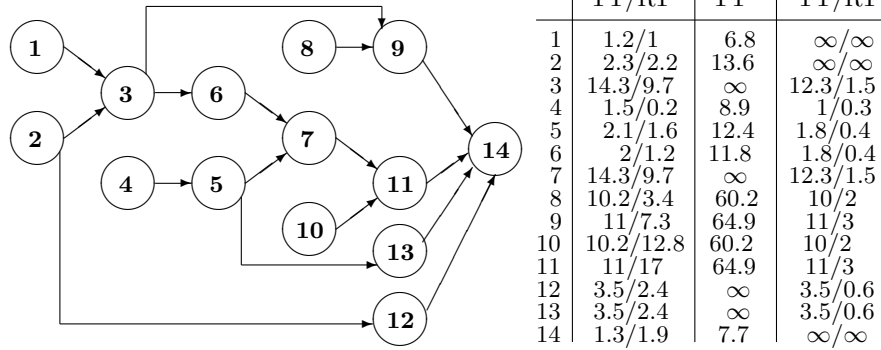 1
8
9
3
6
2
7
14
4
5
11
10
13
12
1 1.2/1 6.8 ∞/∞
2 2.3/2.2 13.6 ∞/∞
3 14.3/9.7 ∞ 12.3/1.5
4 1.5/0.2 8.9 1/0.3
5 2.1/1.6 12.4 1.8/0.4
6 2/1.2 11.8 1.8/0.4
7 14.3/9.7 ∞ 12.3/1.5
8 10.2/3.4 60.2 10/2
9 11/7.3 64.9 11/3
10 10.2/12.8 60.2 10/2
11 11/17 64.9 11/3
12 3.5/2.4 ∞ 3.5/0.6
13 3.5/2.4 ∞ 3.5/0.6
14 1.3/1.9 7.7 ∞/∞